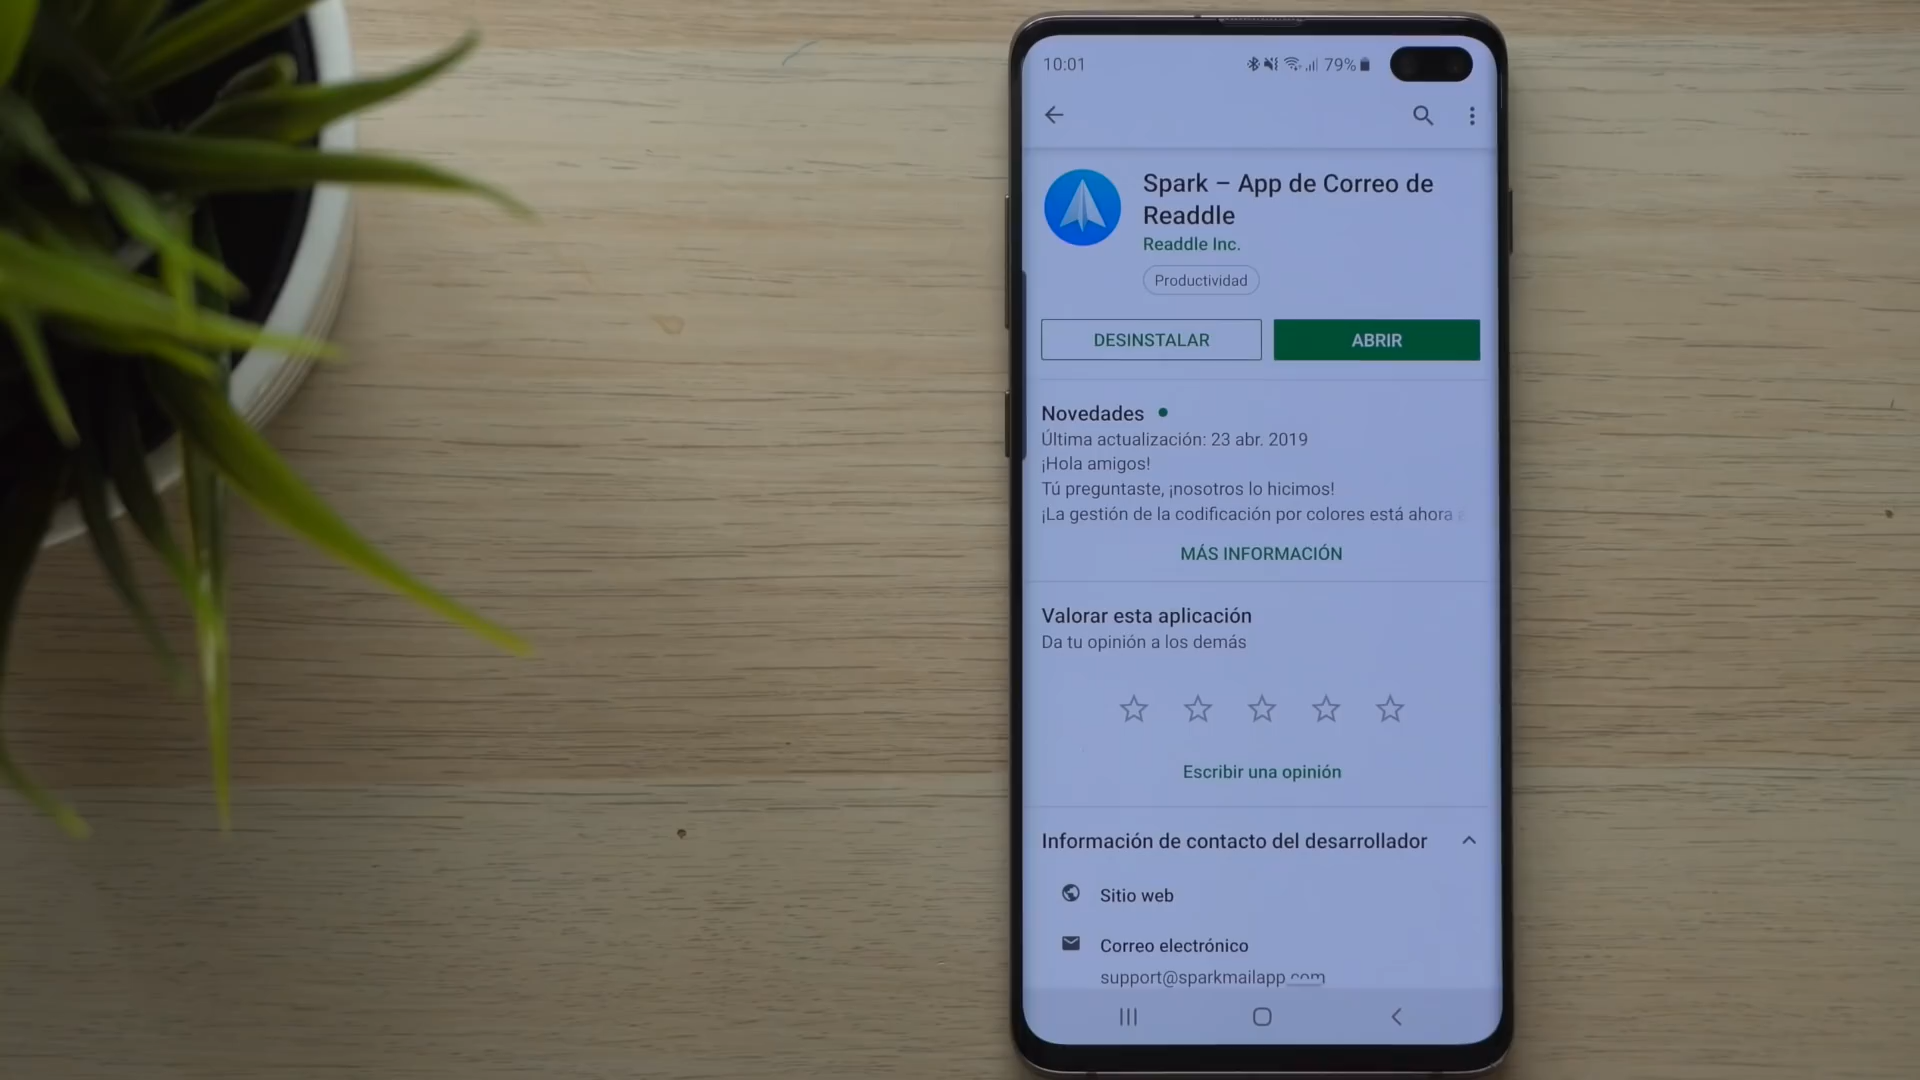 10:01
79%
Spark – App de Correo de
Readdle
Readdle Inc.
Productividad
DESINSTALAR
ABRIR
Novedades
Última actualización: 23 abr. 2019
¡Hola amigos!
Tú preguntaste, ¡nosotros lo hicimos!
¡La gestión de la codificación por colores está ahora
MÁS INFORMACIÓN
Valorar esta aplicación
Da tu opinión a los demás
Escribir una opinión
Información de contacto del desarrollador
Sitio web
Correo electrónico
support@sparkmailapp.com